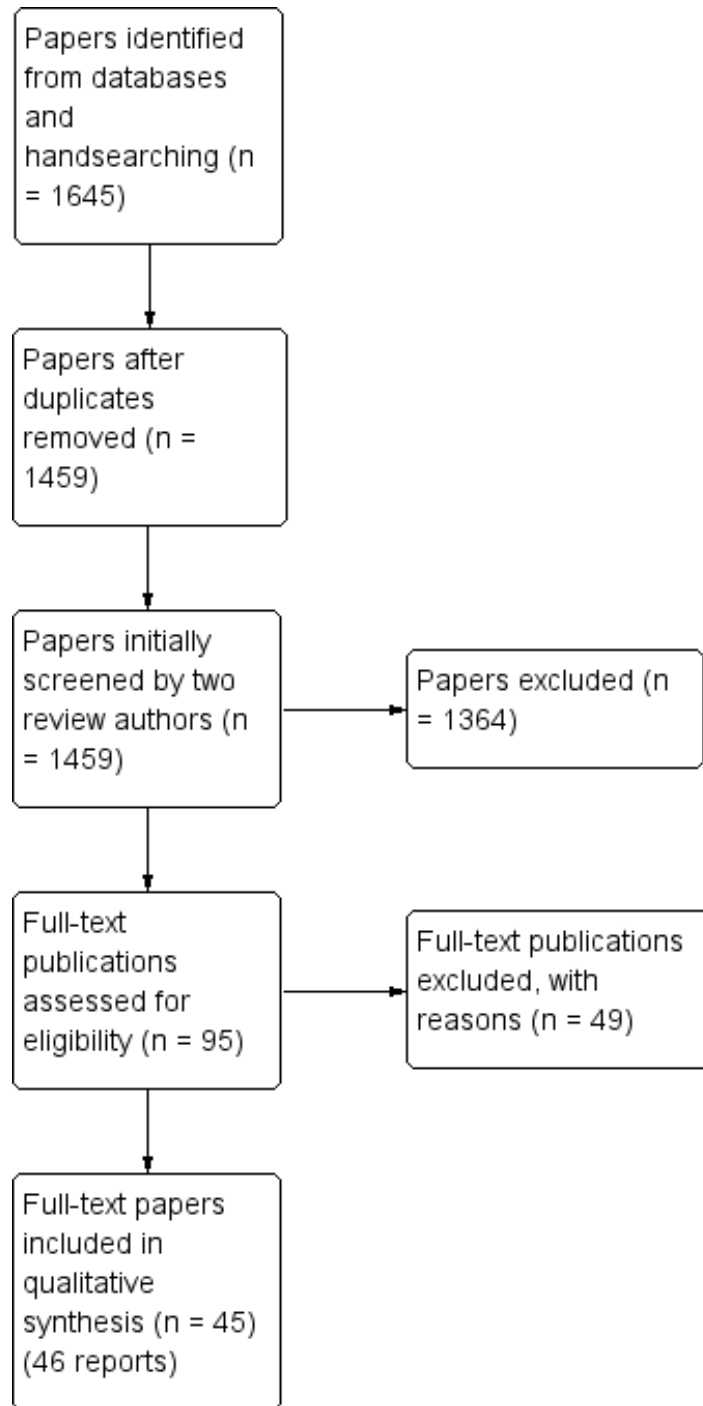 Papers identified
from databases
and
handsearching (n
= 1645)
Papers after
duplicates
removed (n =
1459)
Papers initially
screened by two
review authors (n
= 1459)
Papers excluded (n
= 1364)
Full-text
publications
assessed for
eligibility (n = 95)
Full-text publications
excluded, with
reasons (n = 49)
Full-text papers
included in
qualitative
synthesis (n = 45)
(46 reports)